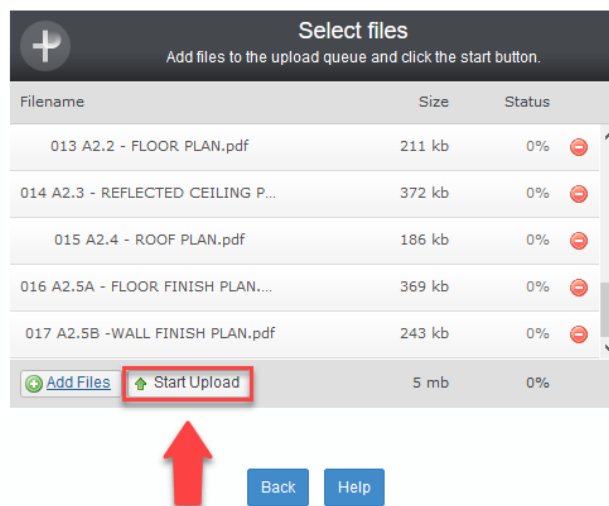 Select files
Add files to the upload queue and click the start button.
Filename Size Status
013 A2.2 - FLOOR PLAN.pdf 211 kb 0%
014 A2.3 - REFLECTED CEILING P... 372 kb 0%
015 A2.4 - ROOF PLAN.pdf 186 kb 0%
016 A2.5A - FLOOR FINISH PLAN.... 369 kb 0%
017 A2.5B -WALL FINISH PLAN.pdf 243 kb 0%
Add Files Start Upload 5 mb 0%
Back Help